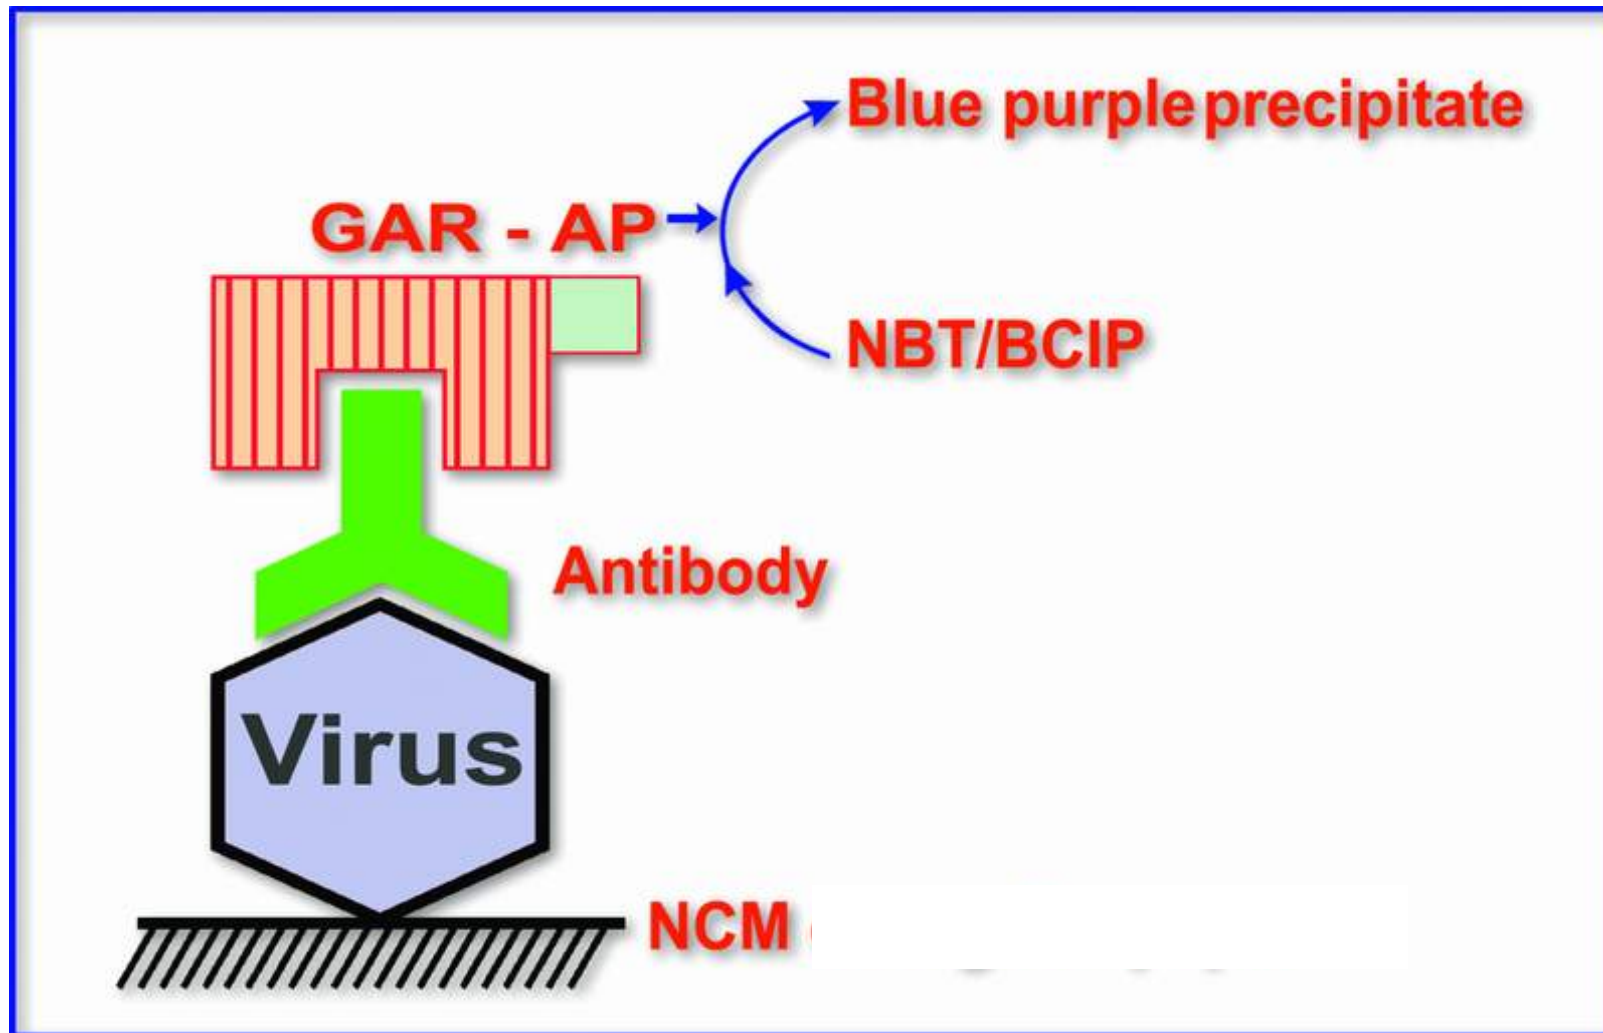 Blue purple precipitate
GAR - AP
NBT/BCIP
Antibody
Virus
NCM